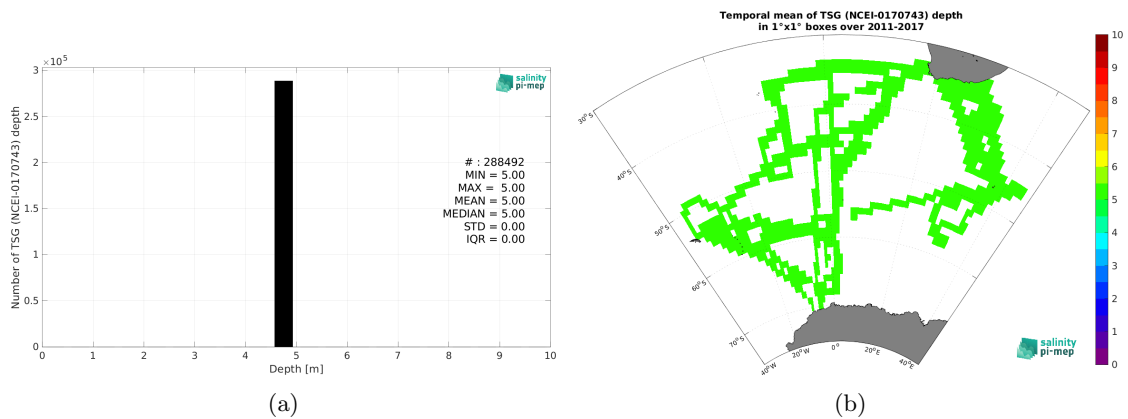 ×10⁵
3
2.5
2
1.5
1
0.5
0
Number of TSG (NCEI-0170743) depth
0 1 2 3 4 5 6 7 8 9 10
Depth [m]
salinity
pi-mep
# : 288492
MIN = 5.00
MAX = 5.00
MEAN = 5.00
MEDIAN = 5.00
STD = 0.00
IQR = 0.00
(a)
Temporal mean of TSG (NCEI-0170743) depth
in 1°x1° boxes over 2011-2017
30°S
40°S
50°S
60°S
70°S
40°W
20°W
0°
20°E
40°E
10
9
8
7
6
5
4
3
2
1
0
salinity
pi-mep
(b)